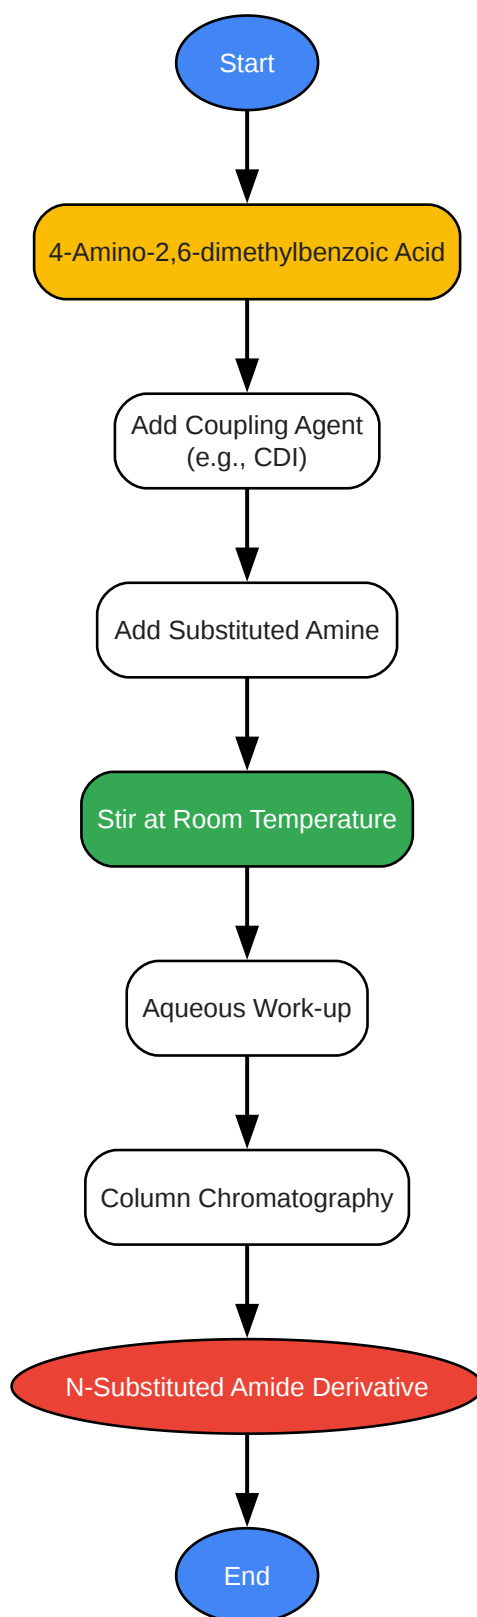 Start
4-Amino-2,6-dimethylbenzoic Acid
Add Coupling Agent
(e.g., CDI)
Add Substituted Amine
Stir at Room Temperature
Aqueous Work-up
Column Chromatography
N-Substituted Amide Derivative
End